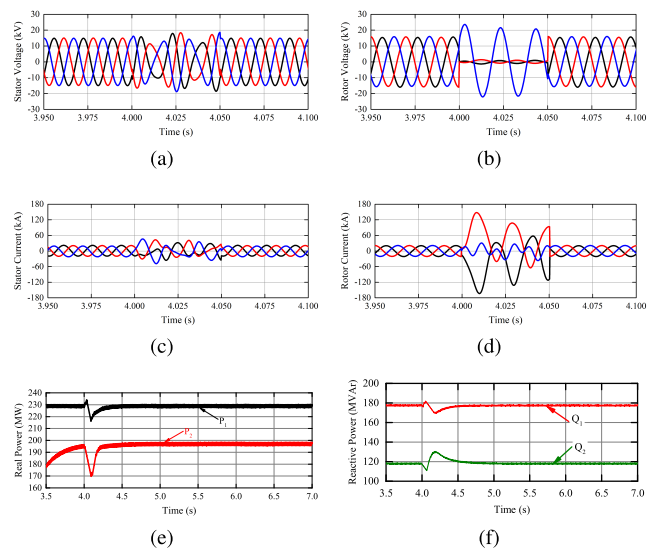 Stator Voltage (kV)
30
20
10
0
-10
-20
-30
3.950 3.975 4.000 4.025 4.050 4.075 4.100
Time (s)
(a)
Rotor Voltage (kV)
30
20
10
0
-10
-20
-30
3.950 3.975 4.000 4.025 4.050 4.075 4.100
Time (s)
(b)
Stator Current (kA)
180
120
60
0
-60
-120
-180
3.950 3.975 4.000 4.025 4.050 4.075 4.100
Time (s)
(c)
Rotor Current (kA)
180
120
60
0
-60
-120
-180
3.950 3.975 4.000 4.025 4.050 4.075 4.100
Time (s)
(d)
Real Power (MW)
240
230
220
210
200
190
180
170
160
P1
P2
3.5 4.0 4.5 5.0 5.5 6.0 6.5 7.0
Time (s)
(e)
Reactive Power (MVAr)
200
180
160
140
120
100
Q1
Q2
3.5 4.0 4.5 5.0 5.5 6.0 6.5 7.0
Time (s)
(f)